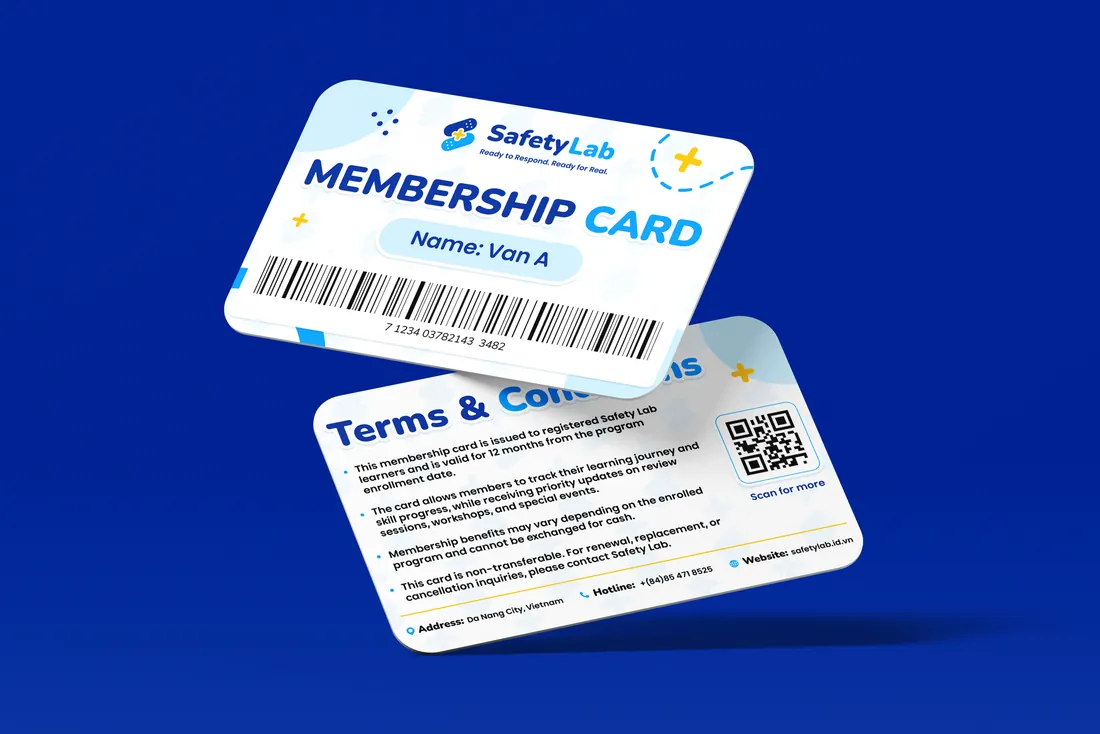 SafetyLab
Ready to Respond. Ready for Real.
MEMBERSHIP CARD
Name: Van A
7 1234 03782143 3482
Terms &
• This membership card is issued to registered Safety Lab
learners and is valid for 12 months from the program
enrollment date.
• The card allows members to track their learning journey and
skill progress, while receiving priority updates on review
sessions, workshops, and special events.
• Membership benefits may vary depending on the enrolled
program and cannot be exchanged for cash.
• This card is non-transferable. For renewal, replacement, or
cancellation inquiries, please contact Safety Lab.
Scan for more
Address: Da Nang City, Vietnam
Hotline: +(84)85 471 8525
Website: safetylab.id.vn